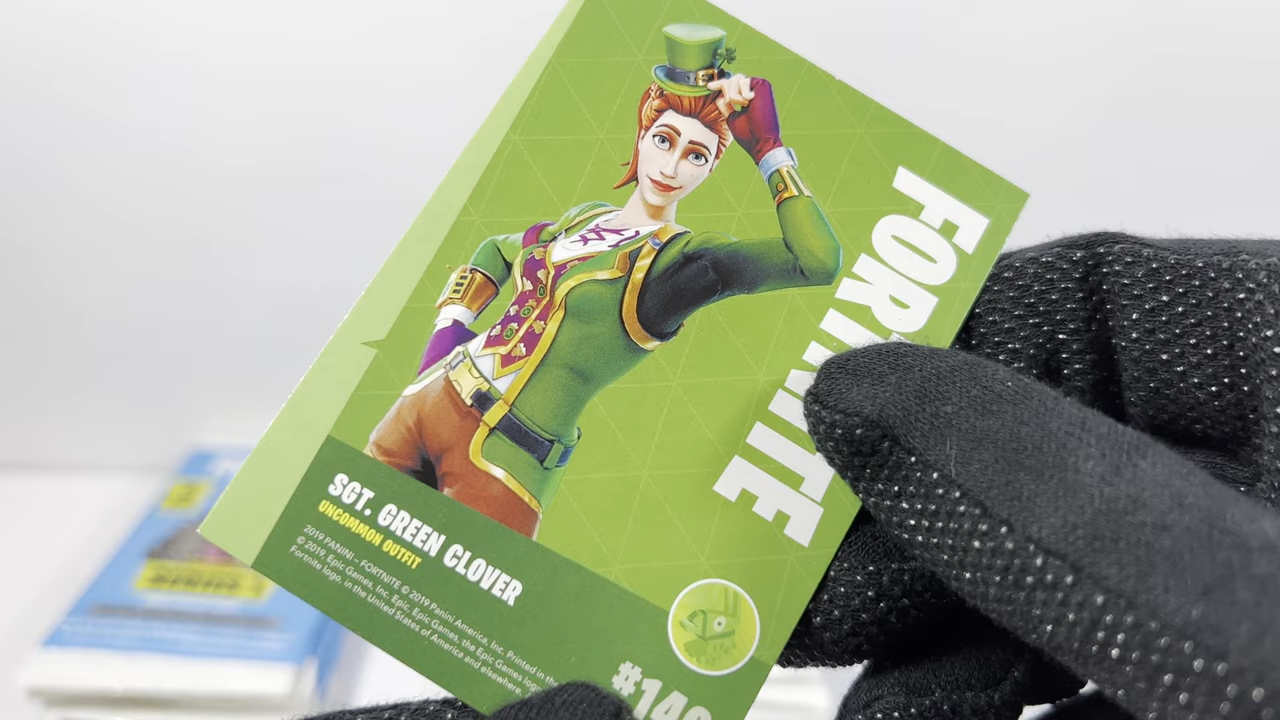 FORTNITE
SGT. GREEN CLOVER
UNCOMMON OUTFIT
2019 PANINI – FORTNITE © 2019 Panini America, Inc. Printed in the
© 2019, Epic Games, Inc. Epic, Epic Games, the Epic Games logo,
Fortnite logo, in the United States of America and elsewhere.